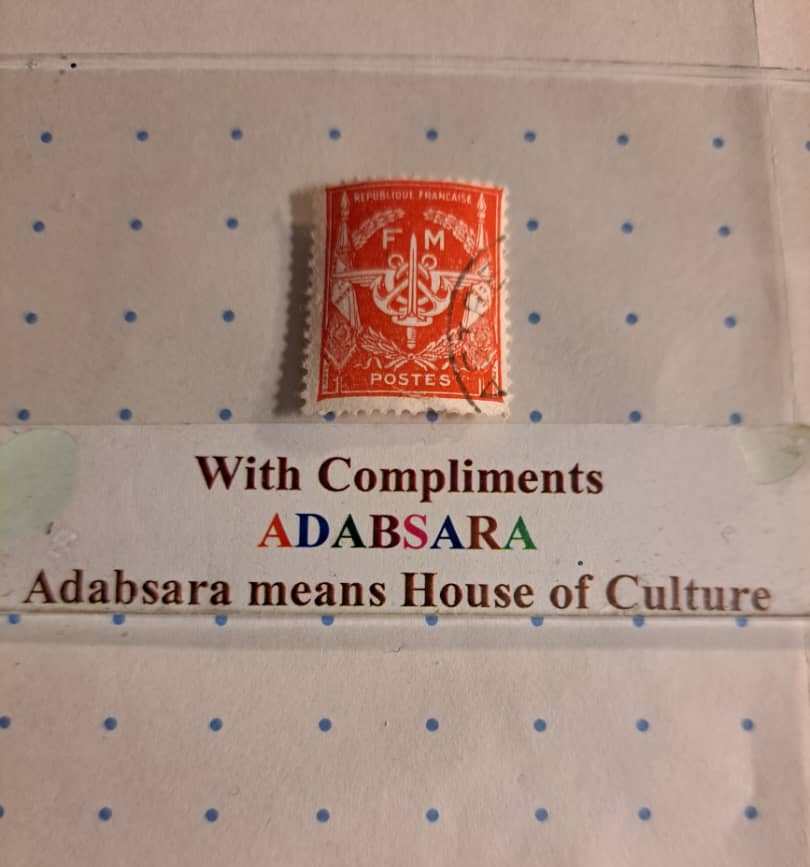 REPUBLIQUE FRANCAISE
F M
POSTES
With Compliments
ADABSARA
Adabsara means House of Culture